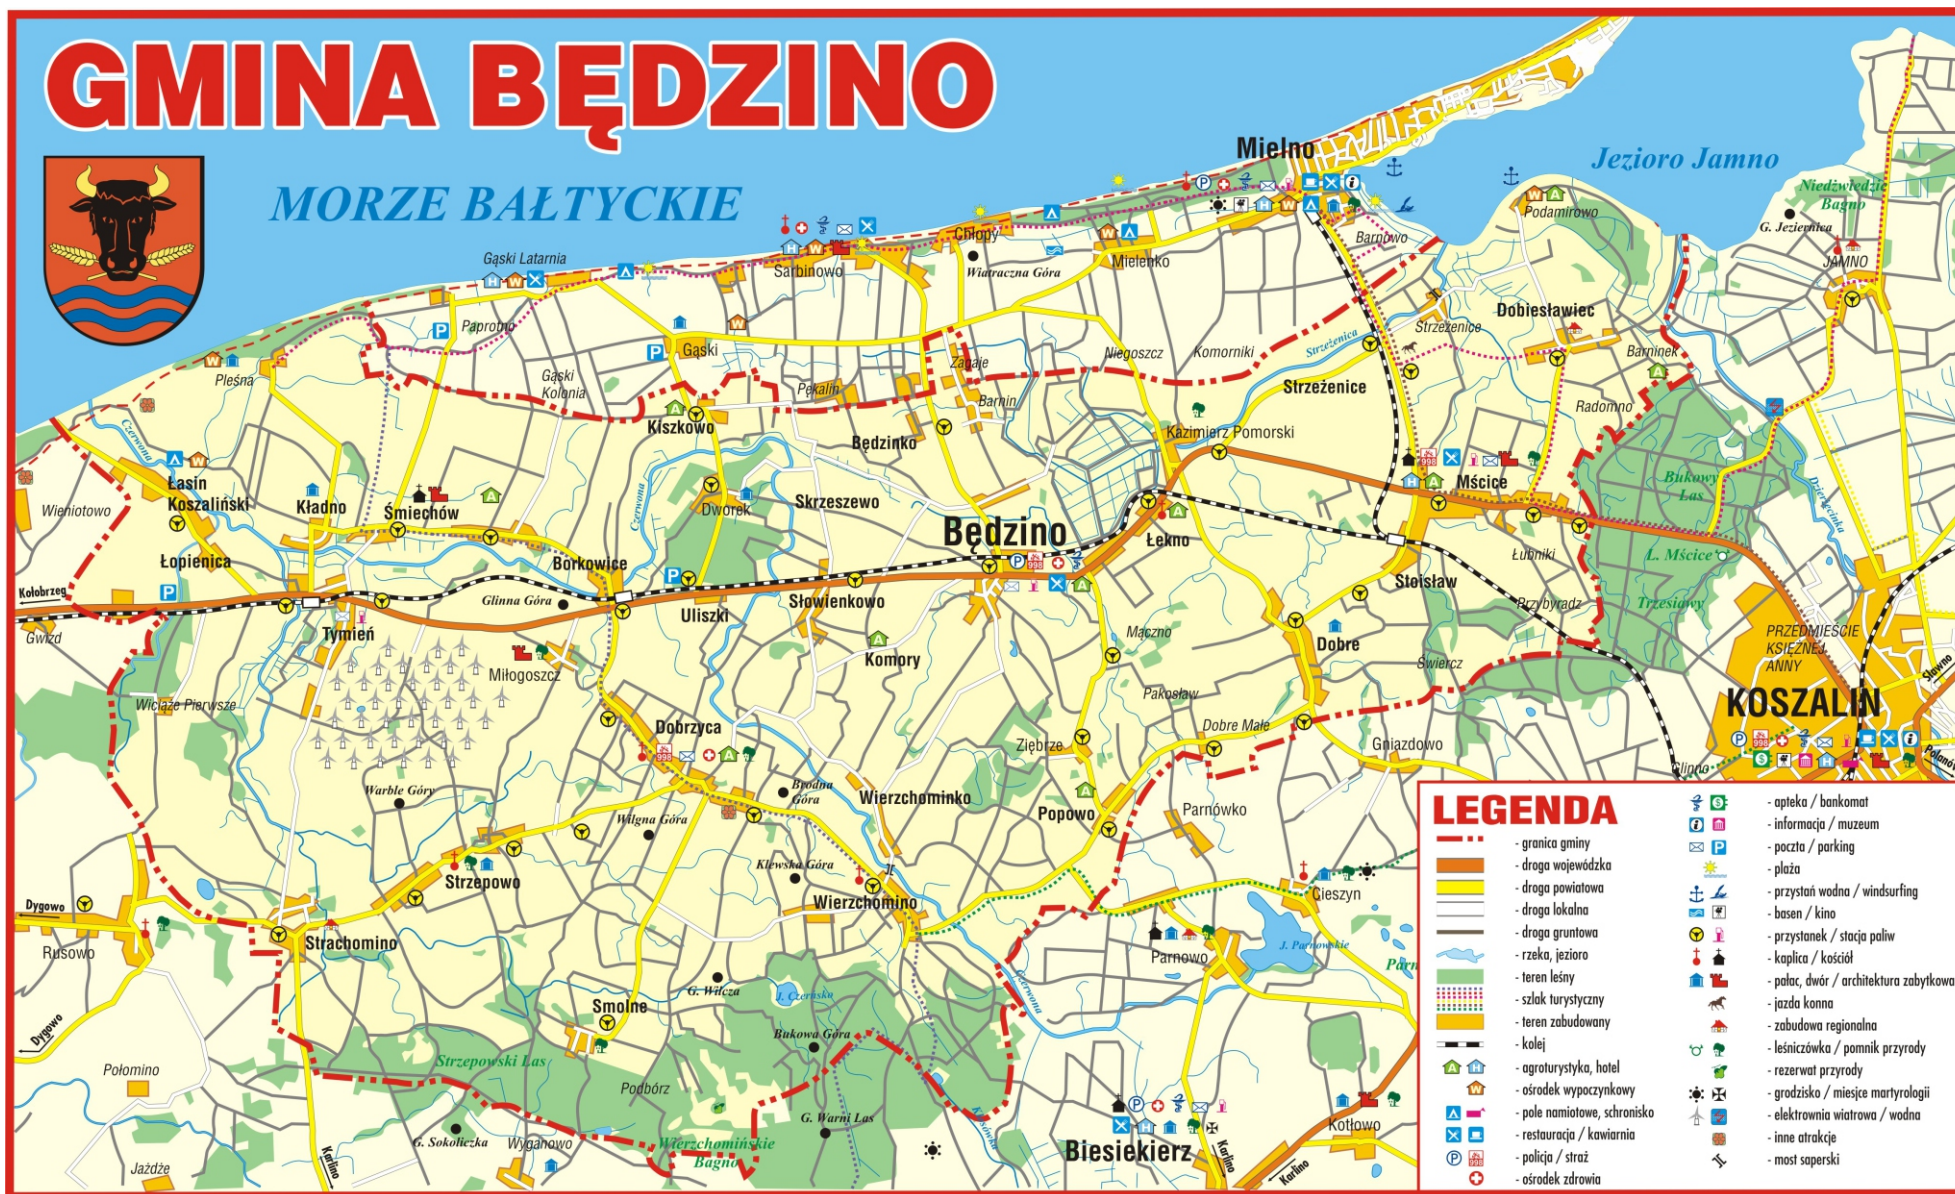 GMINA BĘDZINO
MORZE BAŁTYCKIE
Jezioro Jamno
Mielno
Niedźwiedzie
Bagno
G. Jeziernica
Podamirowo
Barnowo
JAMNO
Gąski Latarnia
Sarbinowo
Chłopy
Wiatraczna Góra
Mielenko
Dobiesławiec
Strzeżenice
Strzeżenica
Paprotno
Pleśna
Gąski
Gąski
Kolonia
Pękalin
Zagaje
Barnin
Niegoszcz
Komorniki
Strzeżenice
Barninek
Radomno
Kiszkowo
Będzinko
Kazimierz Pomorski
Czerwona
Łasin
Koszaliński
Wieniotowo
Kładno
Śmiechów
Czerwona
Dworek
Skrzeszewo
Mścice
Bukowy
Las
Dzierżęcinka
Będzino
Łekno
Łubniki
L. Mścice
Łopienica
Borkowice
Kołobrzeg
Glinna Góra
Uliszki
Słowienkowo
Stoisław
Przybyradz
Trzesiawy
Gwizd
Tymień
Mączno
Dobre
PRZEDMIEŚCIE
KSIĘŻNEJ
ANNY
Komory
Świercz
Sławno
Miłogoszcz
Wiciąże Pierwsze
Pakosław
KOSZALIN
Dobrzyca
Dobre Małe
Ziębrze
Gniazdowo
998
Warble Góry
Brodna
Góra
Wierzchominko
Wilgna Góra
Popowo
Parnówko
Klewska Góra
Strzepowo
Wierzchomino
Cieszyn
Dygowo
Rusowo
Strachomino
Parnowo
J. Parnowskie
G. Wilcza
J. Czerusko
Czerwona
Smolne
Bukowa Góra
Dygowo
Strzepowski Las
Połomino
Podbórz
G. Warni Las
G. Sokoliczka
Wyganowo
Wierzchomińskie
Bagno
Jażdże
Karlino
Biesiekierz
Kotłowo
Karlino
Karlino
LEGENDA
- granica gminy
- droga wojewódzka
- droga powiatowa
- droga lokalna
- droga gruntowa
- rzeka, jezioro
- teren leśny
- szlak turystyczny
- teren zabudowany
- kolej
- agroturystyka, hotel
- ośrodek wypoczynkowy
- pole namiotowe, schronisko
- restauracja / kawiarnia
- policja / straż
- ośrodek zdrowia
- apteka / bankomat
- informacja / muzeum
- poczta / parking
- plaża
- przystań wodna / windsurfing
- basen / kino
- przystanek / stacja paliw
- kaplica / kościół
- pałac, dwór / architektura zabytkowa
- jazda konna
- zabudowa regionalna
- leśniczówka / pomnik przyrody
- rezerwat przyrody
- grodzisko / miejsce martyrologii
- elektrownia wiatrowa / wodna
- inne atrakcje
- most saperski